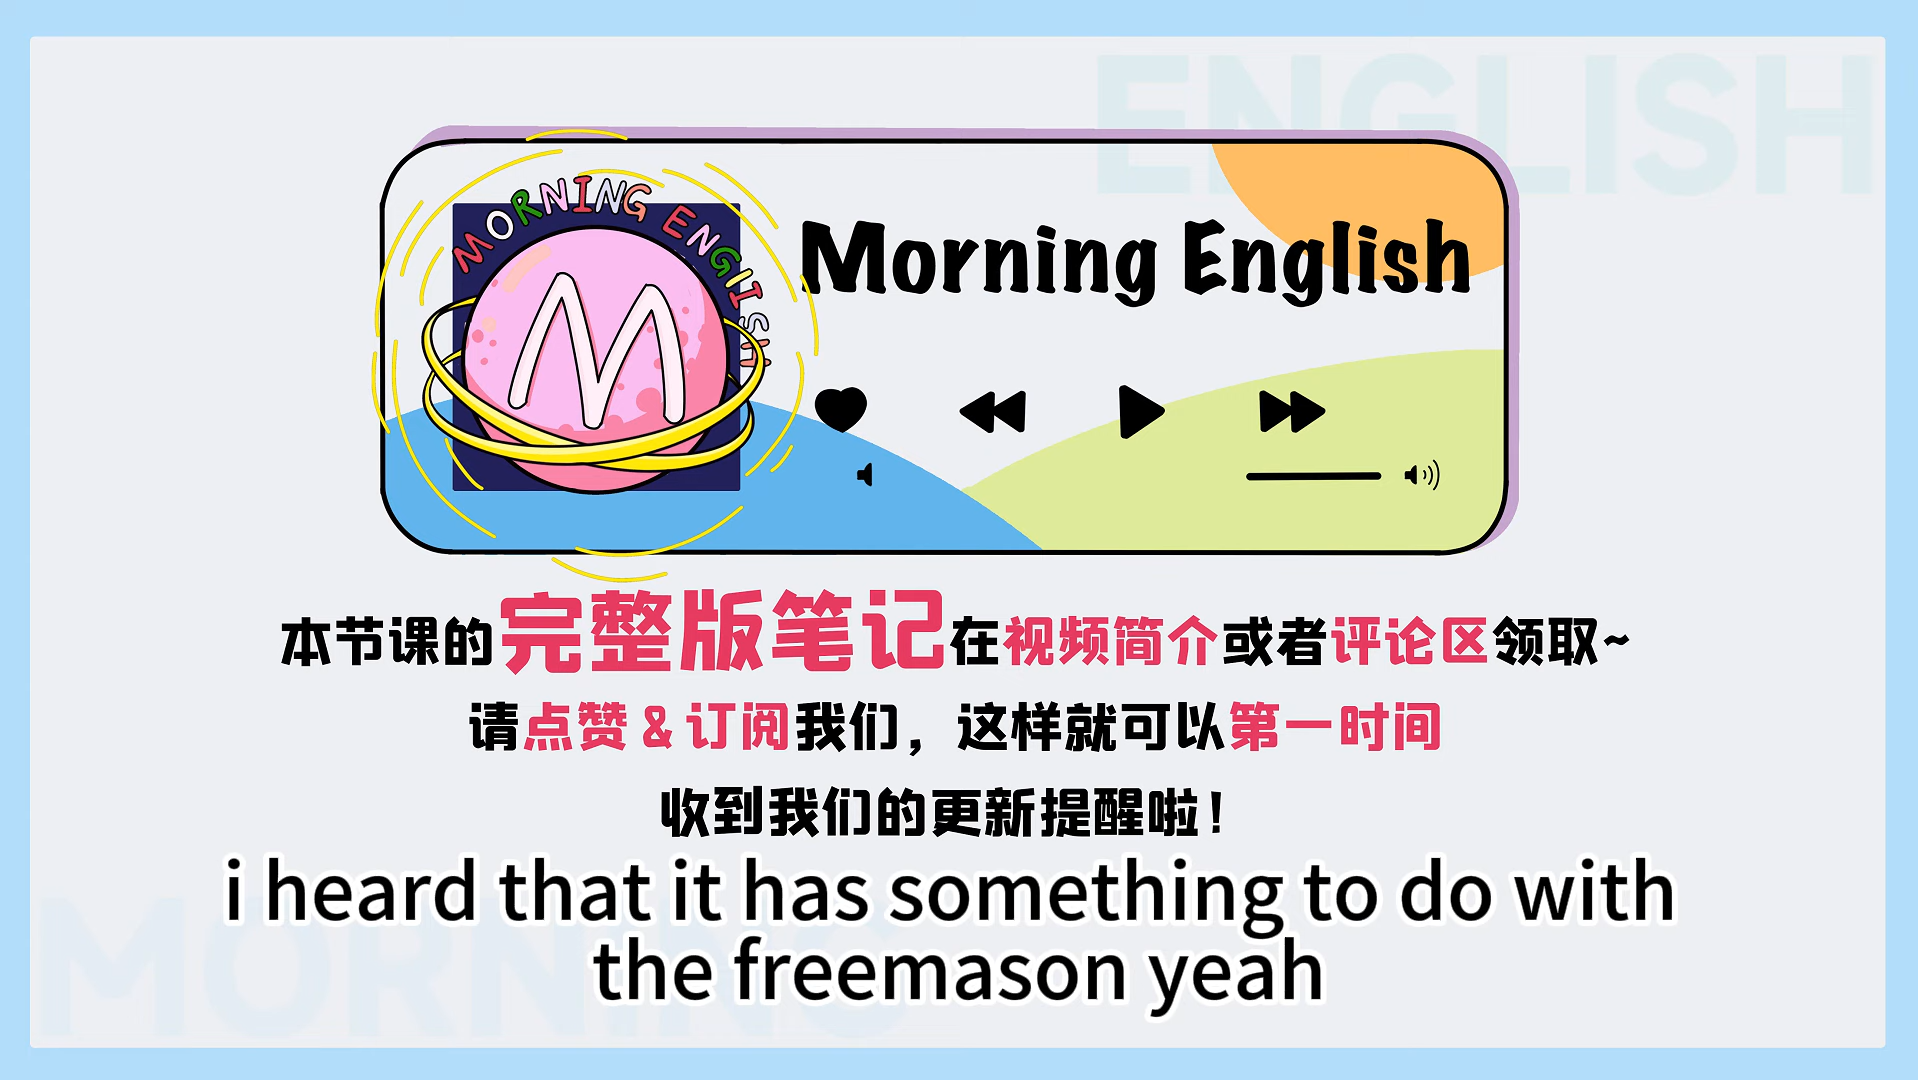 ENGLISH
MORNING ENGlISH
M
Morning English
本节课的完整版笔记在视频简介或者评论区领取~
请点赞&订阅我们，这样就可以第一时间
收到我们的更新提醒啦！
i heard that it has something to do with
the freemason yeah
MORNING